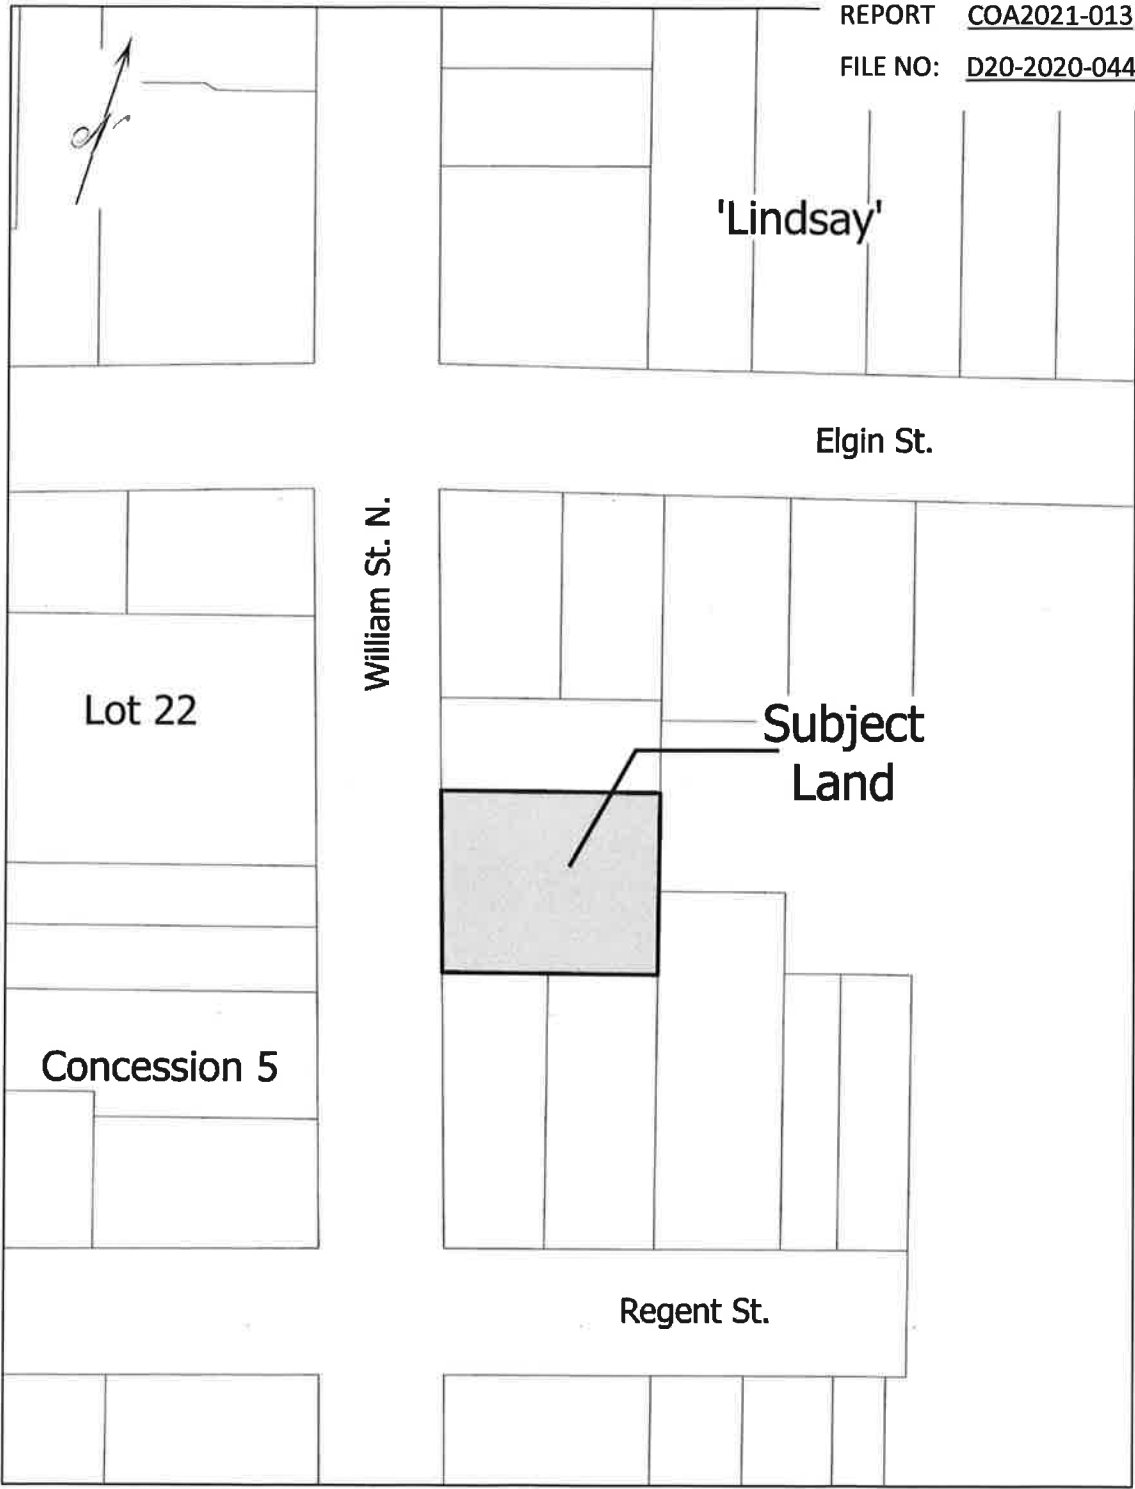 REPORT COA2021-013
FILE NO: D20-2020-044
'Lindsay'
Elgin St.
William St. N.
Lot 22
Subject
Land
Concession 5
Regent St.